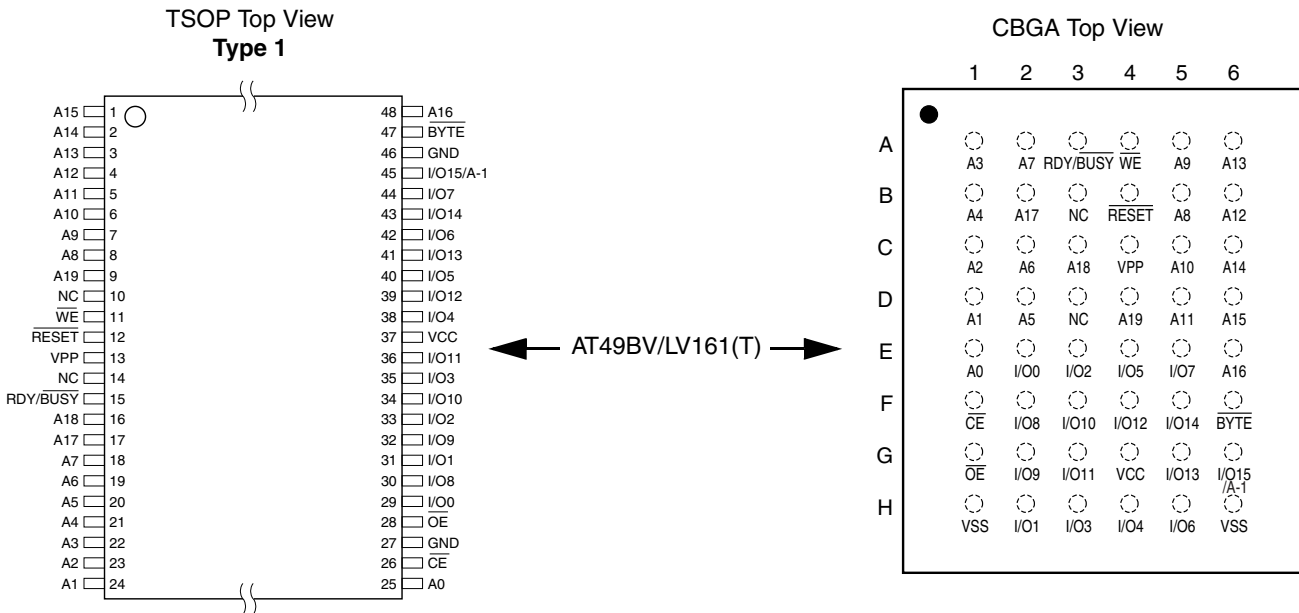 TSOP Top View
Type 1
A15 1
A14 2
A13 3
A12 4
A11 5
A10 6
A9 7
A8 8
A19 9
NC 10
WE 11
RESET 12
VPP 13
NC 14
RDY/BUSY 15
A18 16
A17 17
A7 18
A6 19
A5 20
A4 21
A3 22
A2 23
A1 24
48 A16
47 BYTE
46 GND
45 I/O15/A-1
44 I/O7
43 I/O14
42 I/O6
41 I/O13
40 I/O5
39 I/O12
38 I/O4
37 VCC
36 I/O11
35 I/O3
34 I/O10
33 I/O2
32 I/O9
31 I/O1
30 I/O8
29 I/O0
28 OE
27 GND
26 CE
25 A0
AT49BV/LV161(T)
CBGA Top View
1 2 3 4 5 6
A
A3 A7 RDY/BUSY WE A9 A13
B
A4 A17 NC RESET A8 A12
C
A2 A6 A18 VPP A10 A14
D
A1 A5 NC A19 A11 A15
E
A0 I/O0 I/O2 I/O5 I/O7 A16
F
CE I/O8 I/O10 I/O12 I/O14 BYTE
G
OE I/O9 I/O11 VCC I/O13 I/O15
/A-1
H
VSS I/O1 I/O3 I/O4 I/O6 VSS